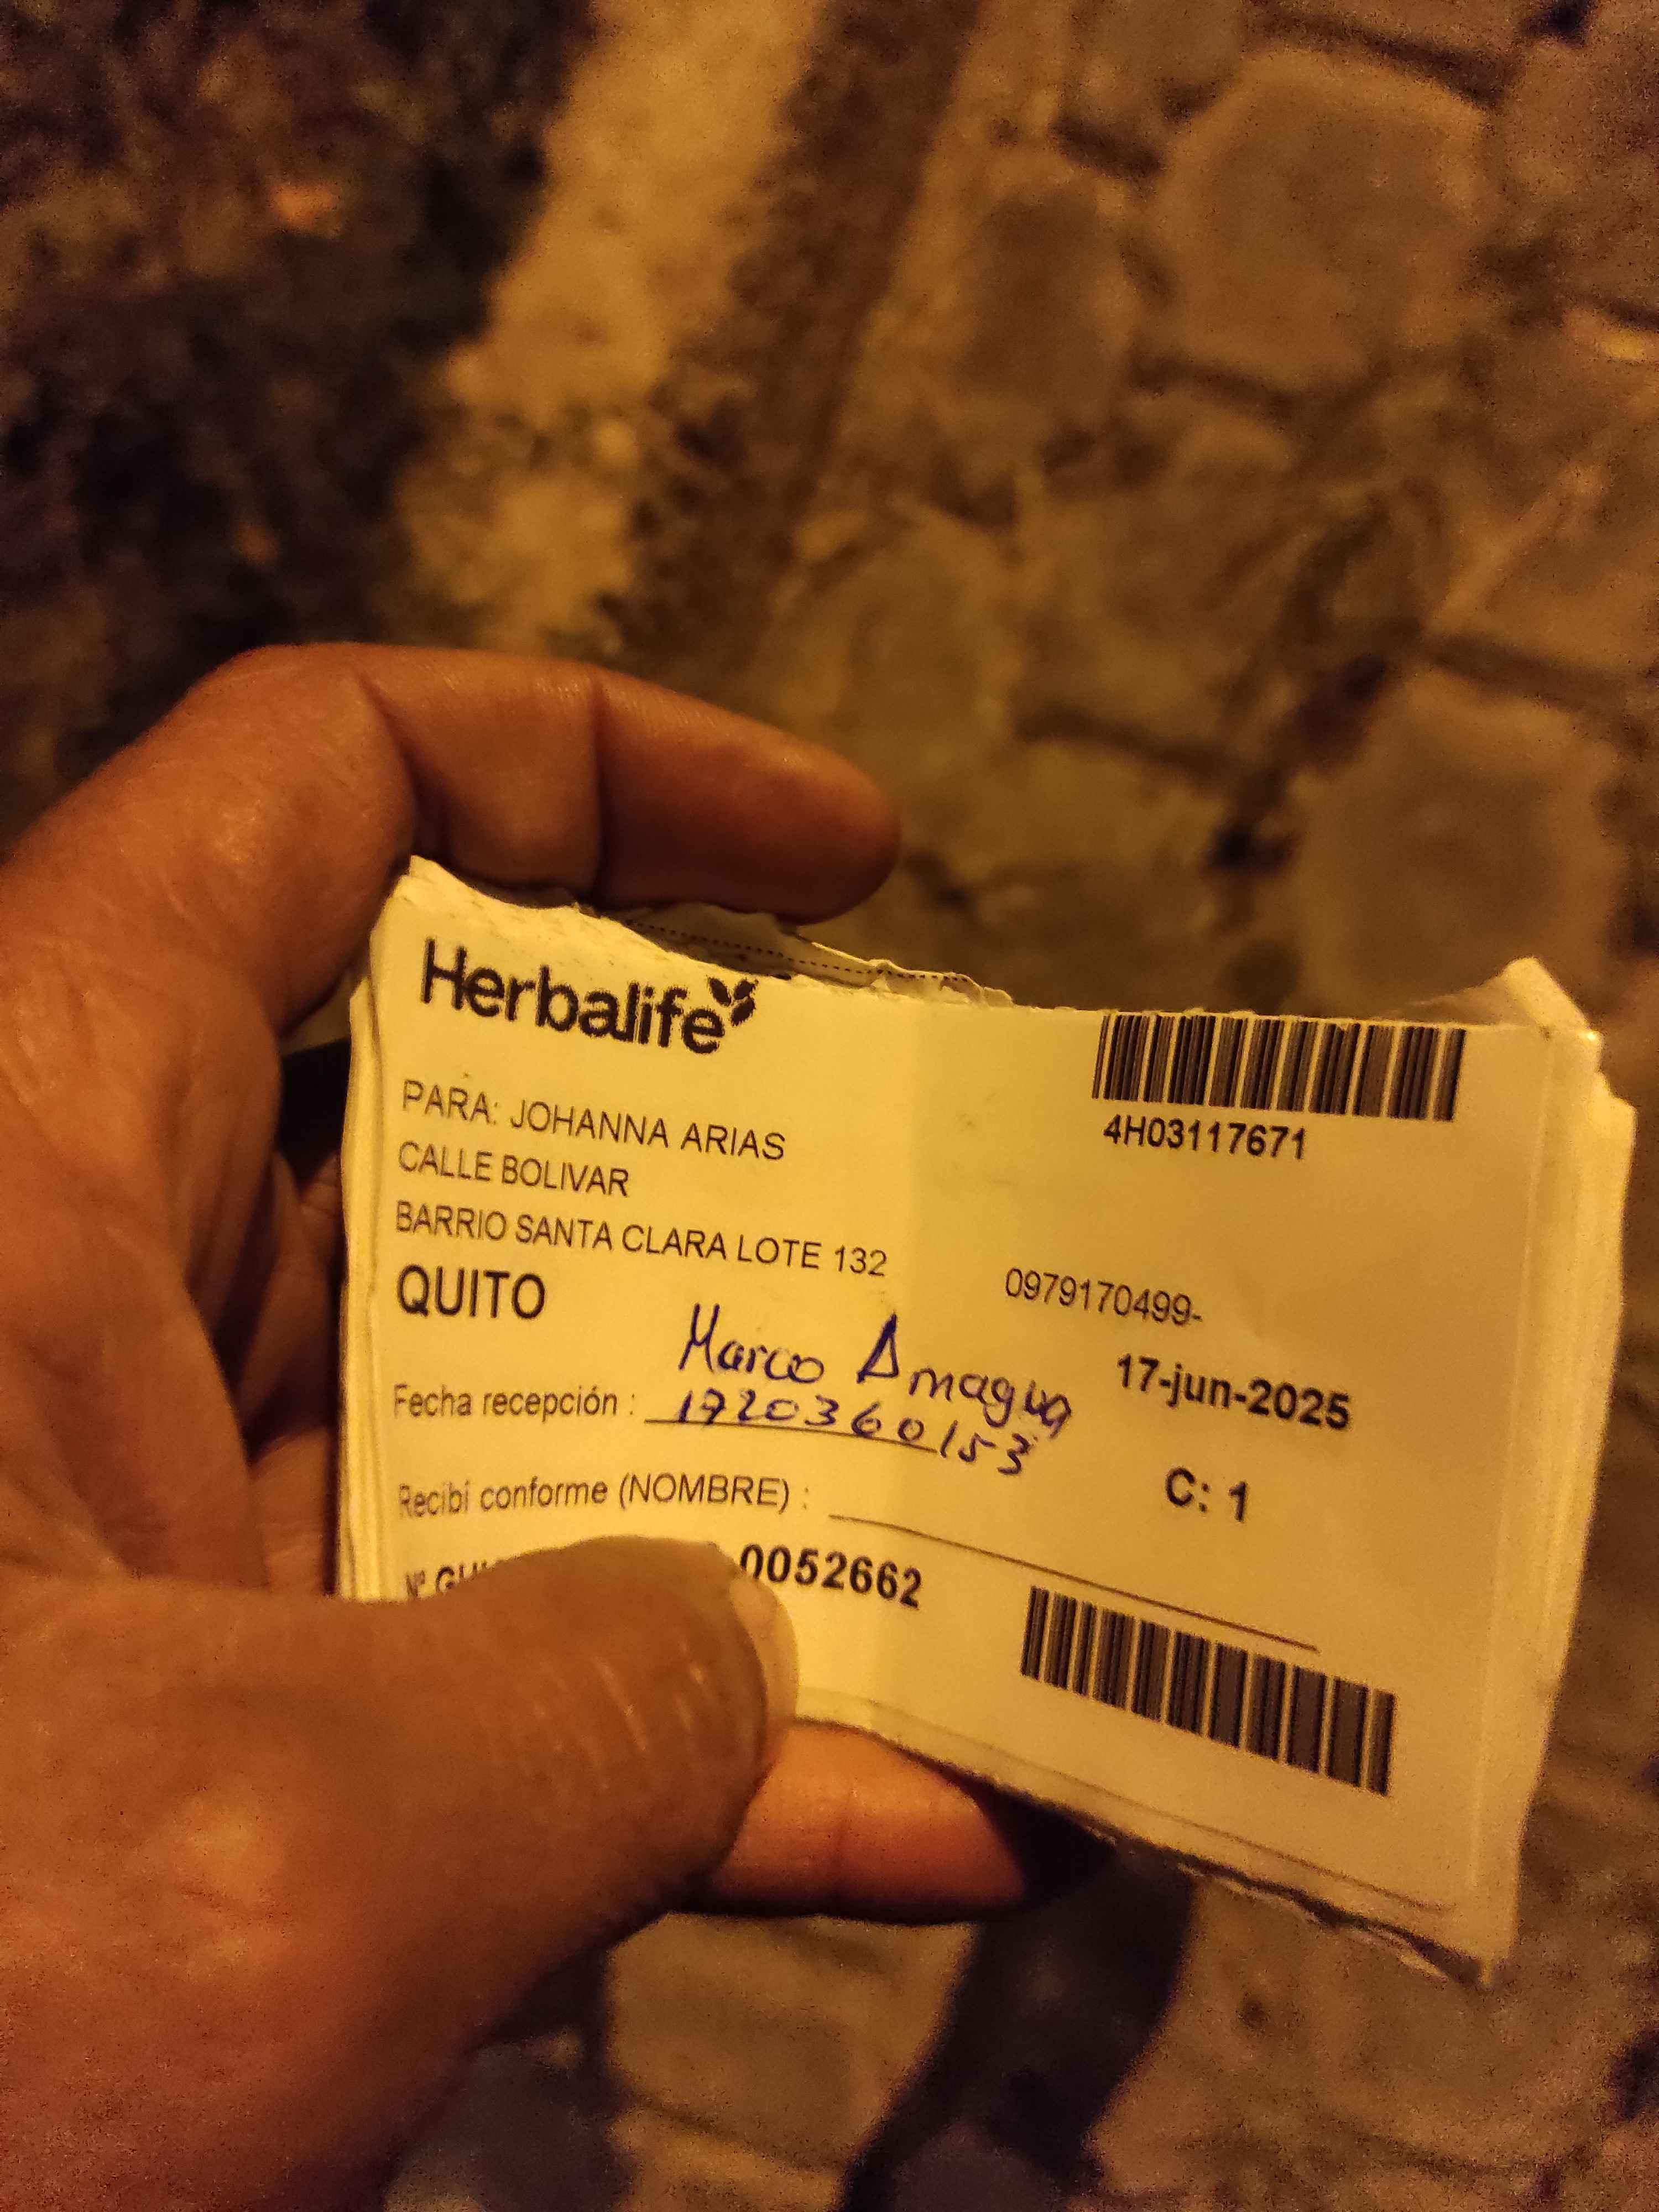 Herbalife
4H03117671
PARA: JOHANNA ARIAS
CALLE BOLIVAR
BARRIO SANTA CLARA LOTE 132
0979170499-
QUITO
Marco Amagua
17-jun-2025
Fecha recepción : 1720360153
C: 1
Recibí conforme (NOMBRE) :
Nº 0052662